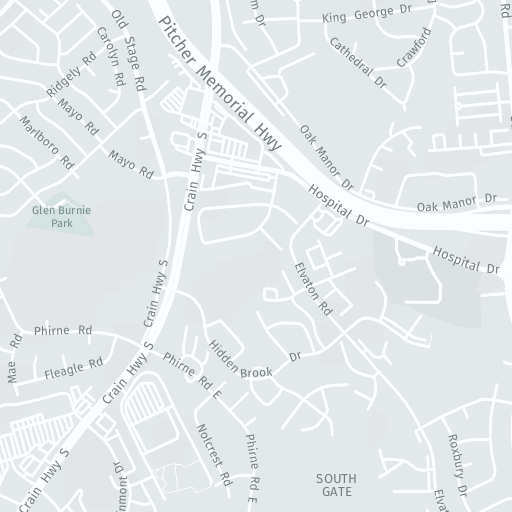 King George Dr
Old Stage Rd
Carolyn Rd
Pitcher Memorial Hwy
Cathedral Dr
Crawford
Ridgely Rd
Mayo Rd
Marlboro Rd
Mayo Rd
Crain Hwy S
Oak Manor Dr
Hospital Dr
Oak Manor Dr
Glen Burnie
Park
Hospital Dr
Crain Hwy S
Elvaton Rd
Phirne Rd
Mae Rd
Fleagle Rd
Crain Hwy S
Phirne Rd E
Hidden Brook Dr
Nolcrest Rd
Phirne Rd E
Roxbury Dr
Crain Hwy S
SOUTH
GATE